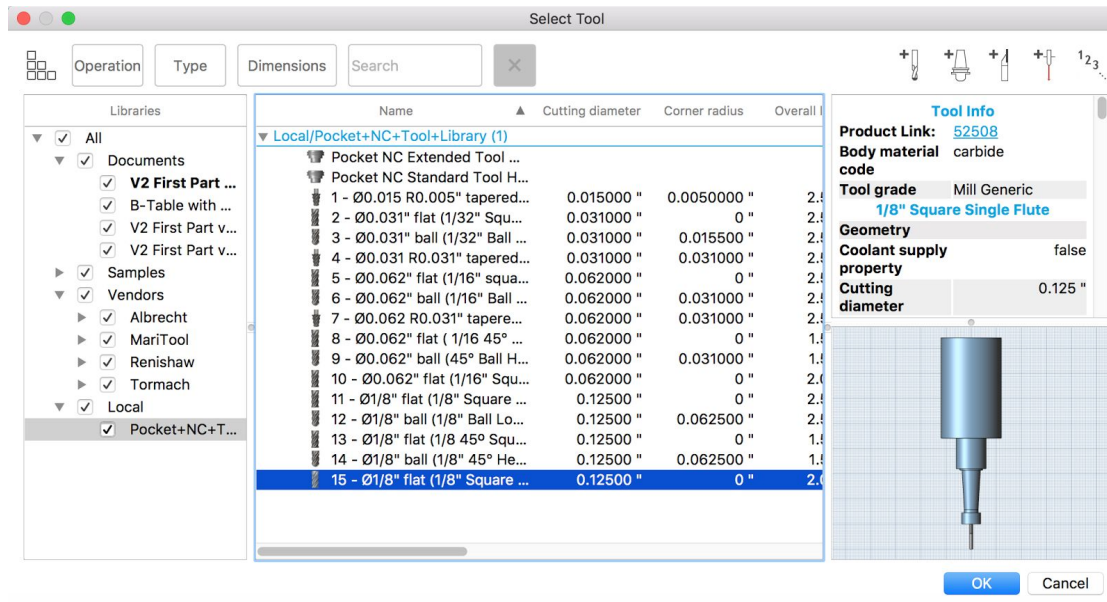 Select Tool
Operation Type Dimensions Search
Libraries
All
Documents
V2 First Part ...
B-Table with ...
V2 First Part v...
V2 First Part v...
Samples
Vendors
Albrecht
MariTool
Renishaw
Tormach
Local
Pocket+NC+T...
Name Cutting diameter Corner radius Overall
Local/Pocket+NC+Tool+Library (1)
Pocket NC Extended Tool ...
Pocket NC Standard Tool H...
1 - Ø0.015 R0.005" tapered... 0.015000 " 0.0050000 "
2 - Ø0.031" flat (1/32" Squ... 0.031000 " 0 "
3 - Ø0.031" ball (1/32" Ball ... 0.031000 " 0.015500 "
4 - Ø0.031 R0.031" tapered... 0.031000 " 0.031000 "
5 - Ø0.062" flat (1/16" squa... 0.062000 " 0 "
6 - Ø0.062" ball (1/16" Ball ... 0.062000 " 0.031000 "
7 - Ø0.062 R0.031" tapere... 0.062000 " 0.031000 "
8 - Ø0.062" flat ( 1/16 45° ... 0.062000 " 0 "
9 - Ø0.062" ball (45° Ball H... 0.062000 " 0.031000 "
10 - Ø0.062" flat (1/16" Squ... 0.062000 " 0 "
11 - Ø1/8" flat (1/8" Square ... 0.12500 " 0 "
12 - Ø1/8" ball (1/8" Ball Lo... 0.12500 " 0.062500 "
13 - Ø1/8" flat (1/8 45º Squ... 0.12500 " 0 "
14 - Ø1/8" ball (1/8" 45° He... 0.12500 " 0.062500 "
15 - Ø1/8" flat (1/8" Square ... 0.12500 " 0 "
Tool Info
Product Link: 52508
Body material carbide
code
Tool grade Mill Generic
1/8" Square Single Flute
Geometry
Coolant supply false
property
Cutting 0.125 "
diameter
OK Cancel